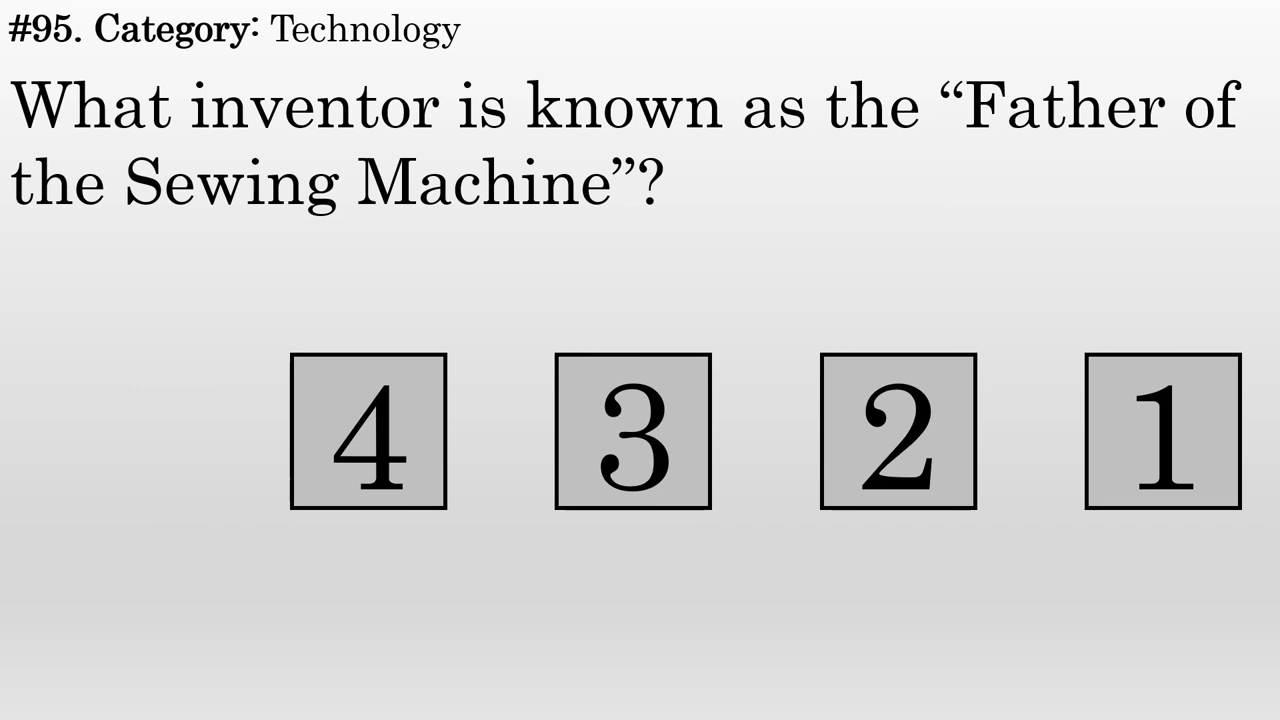 #95. Category: Technology
What inventor is known as the “Father of
the Sewing Machine”?
4 3 2 1